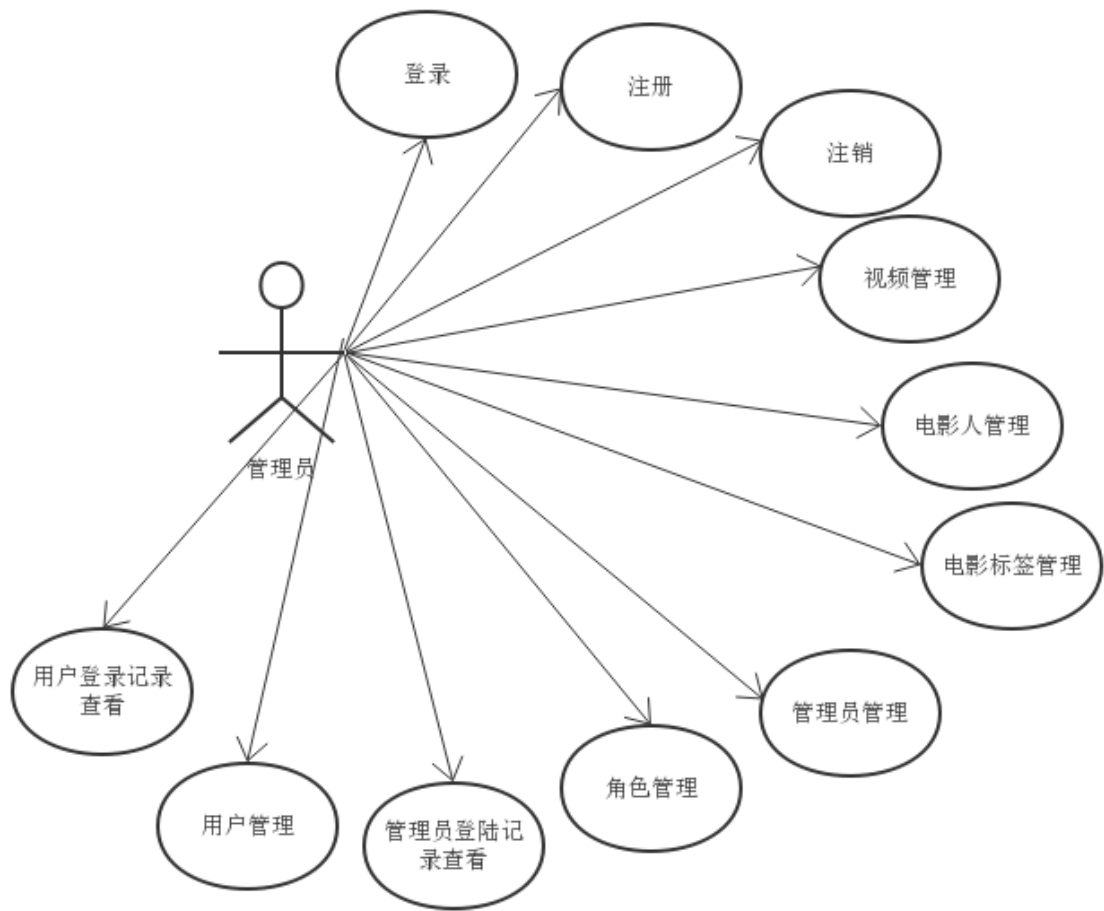 登录
注册
注销
视频管理
电影人管理
管理员
电影标签管理
用户登录记录
查看
管理员管理
角色管理
用户管理
管理员登陆记
录查看